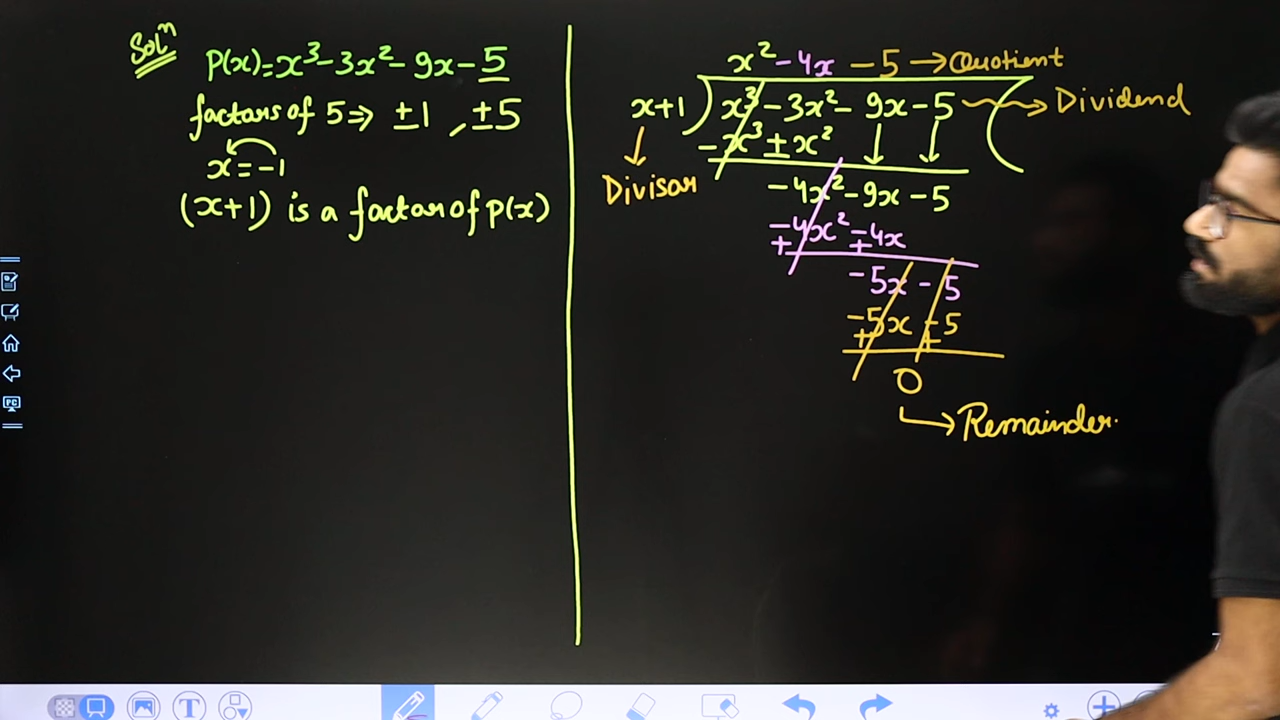 Solⁿ
P(x)=x³-3x²-9x-5
factors of 5⇒ ±1, ±5
x=-1
(x+1) is a factor of p(x)
x²-4x-5→Quotient
x+1)x³-3x²-9x-5→Dividend
-x³±x²
Divisor
-4x²-9x-5
-4x²-4x
+ +
-5x-5
-5x-5
+ +
0
→Remainder.
PC
T